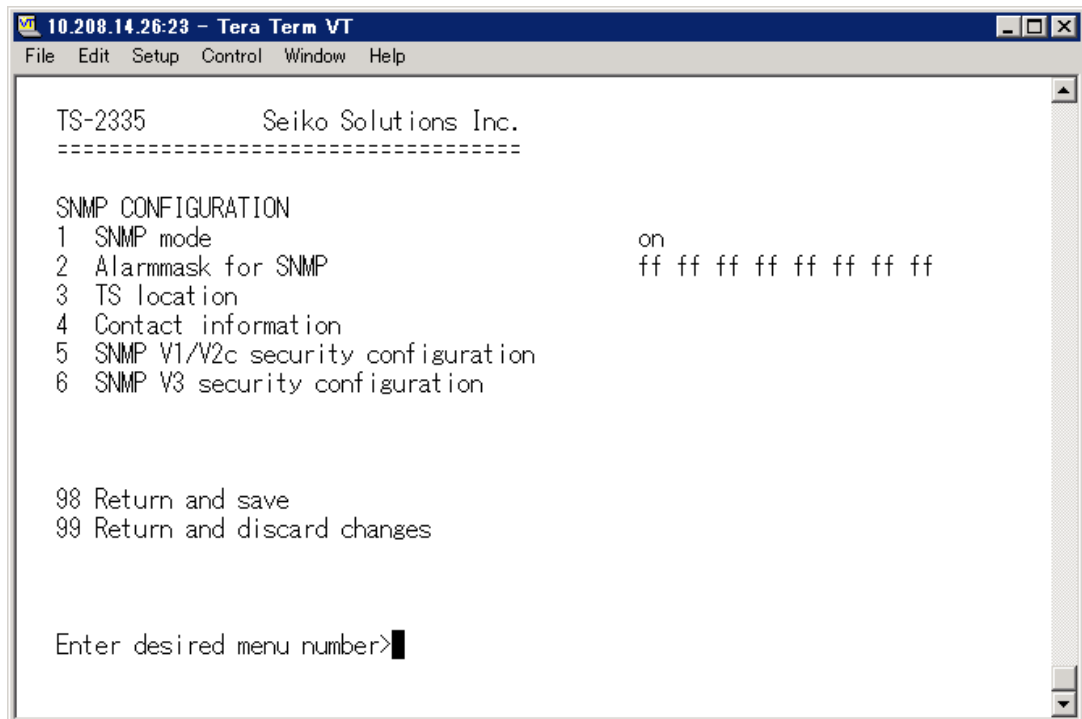 10.208.14.26:23 - Tera Term VT
File Edit Setup Control Window Help
TS-2335 Seiko Solutions Inc.
====================================
SNMP CONFIGURATION
1 SNMP mode on
2 Alarmmask for SNMP ff ff ff ff ff ff ff ff
3 TS location
4 Contact information
5 SNMP V1/V2c security configuration
6 SNMP V3 security configuration
98 Return and save
99 Return and discard changes
Enter desired menu number>